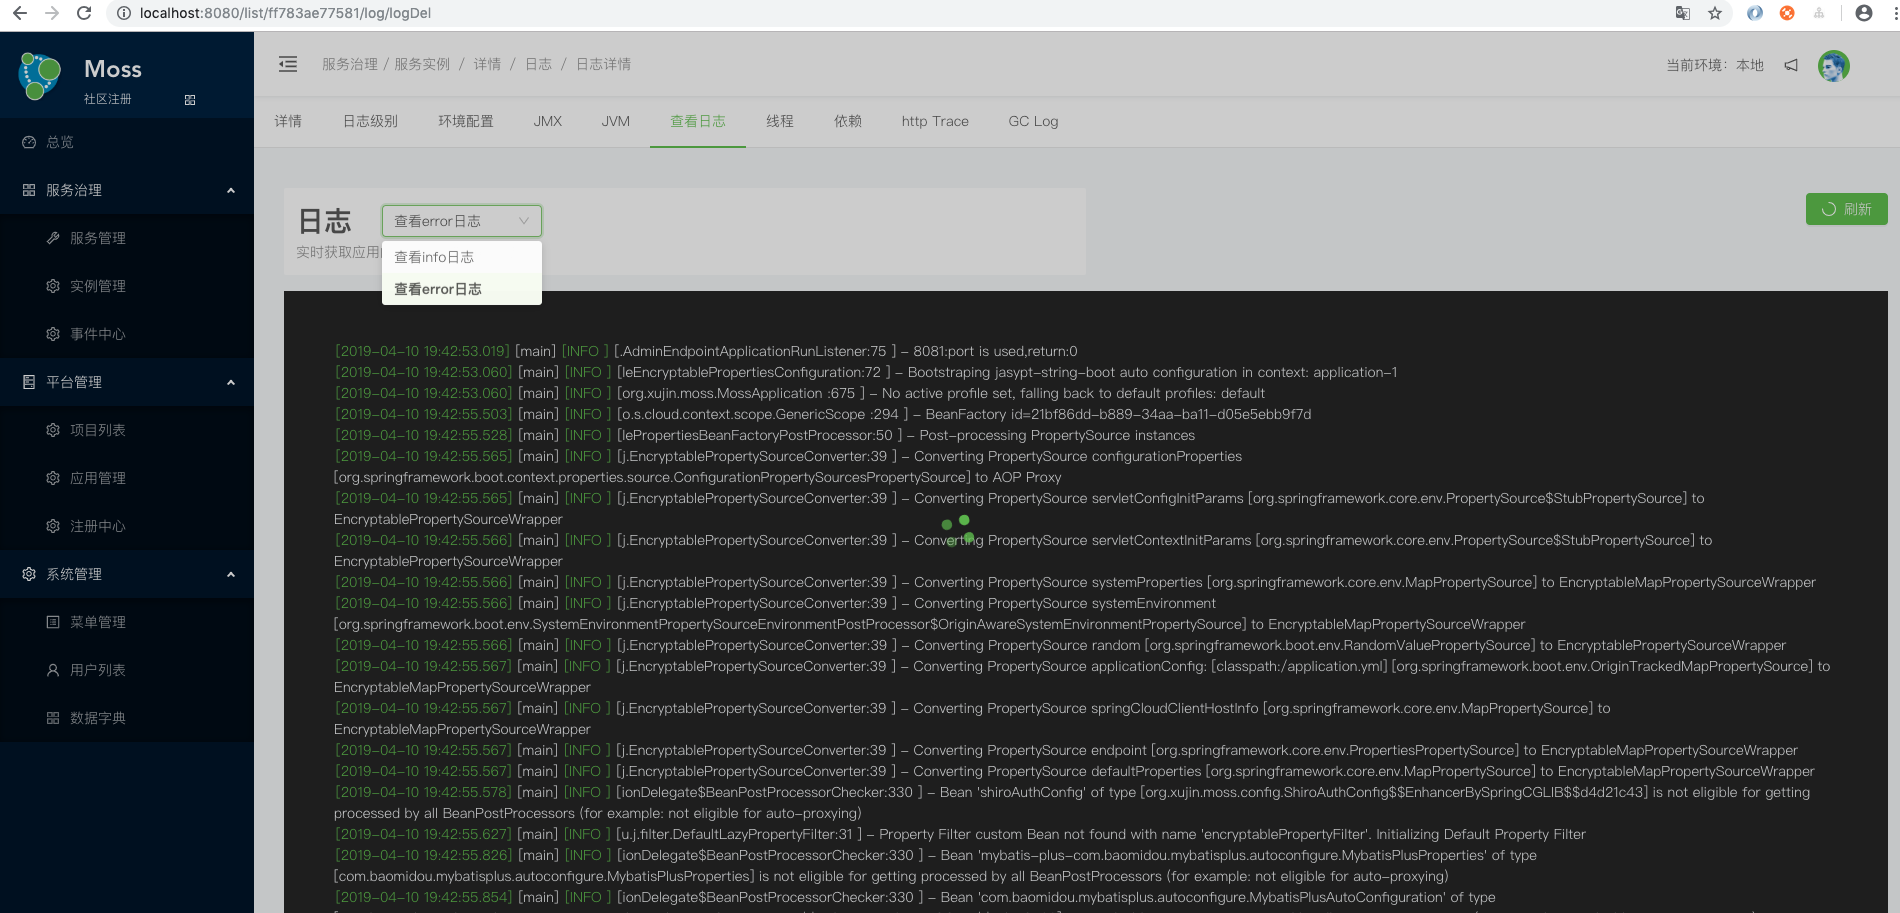 localhost:8080/list/ff783ae77581/log/logDel
Moss
社区注册
服务治理 / 服务实例 / 详情 / 日志 / 日志详情
当前环境：本地
总览
服务治理
服务管理
实例管理
事件中心
平台管理
项目列表
应用管理
注册中心
系统管理
菜单管理
用户列表
数据字典
详情 日志级别 环境配置 JMX JVM 查看日志 线程 依赖 http Trace GC Log
日志 查看error日志
刷新
实时获取应用
查看info日志
查看error日志
[2019-04-10 19:42:53.019] [main] [INFO ] [.AdminEndpointApplicationRunListener:75 ] - 8081:port is used,return:0
[2019-04-10 19:42:53.060] [main] [INFO ] [leEncryptablePropertiesConfiguration:72 ] - Bootstraping jasypt-string-boot auto configuration in context: application-1
[2019-04-10 19:42:53.060] [main] [INFO ] [org.xujin.moss.MossApplication :675 ] - No active profile set, falling back to default profiles: default
[2019-04-10 19:42:55.503] [main] [INFO ] [o.s.cloud.context.scope.GenericScope :294 ] - BeanFactory id=21bf86dd-b889-34aa-ba11-d05e5ebb9f7d
[2019-04-10 19:42:55.528] [main] [INFO ] [lePropertiesBeanFactoryPostProcessor:50 ] - Post-processing PropertySource instances
[2019-04-10 19:42:55.565] [main] [INFO ] [j.EncryptablePropertySourceConverter:39 ] - Converting PropertySource configurationProperties
[org.springframework.boot.context.properties.source.ConfigurationPropertySourcesPropertySource] to AOP Proxy
[2019-04-10 19:42:55.565] [main] [INFO ] [j.EncryptablePropertySourceConverter:39 ] - Converting PropertySource servletConfigInitParams [org.springframework.core.env.PropertySource$StubPropertySource] to
EncryptablePropertySourceWrapper
[2019-04-10 19:42:55.566] [main] [INFO ] [j.EncryptablePropertySourceConverter:39 ] - Converting PropertySource servletContextInitParams [org.springframework.core.env.PropertySource$StubPropertySource] to
EncryptablePropertySourceWrapper
[2019-04-10 19:42:55.566] [main] [INFO ] [j.EncryptablePropertySourceConverter:39 ] - Converting PropertySource systemProperties [org.springframework.core.env.MapPropertySource] to EncryptableMapPropertySourceWrapper
[2019-04-10 19:42:55.566] [main] [INFO ] [j.EncryptablePropertySourceConverter:39 ] - Converting PropertySource systemEnvironment
[org.springframework.boot.env.SystemEnvironmentPropertySourceEnvironmentPostProcessor$OriginAwareSystemEnvironmentPropertySource] to EncryptableMapPropertySourceWrapper
[2019-04-10 19:42:55.566] [main] [INFO ] [j.EncryptablePropertySourceConverter:39 ] - Converting PropertySource random [org.springframework.boot.env.RandomValuePropertySource] to EncryptablePropertySourceWrapper
[2019-04-10 19:42:55.567] [main] [INFO ] [j.EncryptablePropertySourceConverter:39 ] - Converting PropertySource applicationConfig: [classpath:/application.yml] [org.springframework.boot.env.OriginTrackedMapPropertySource] to
EncryptableMapPropertySourceWrapper
[2019-04-10 19:42:55.567] [main] [INFO ] [j.EncryptablePropertySourceConverter:39 ] - Converting PropertySource springCloudClientHostInfo [org.springframework.core.env.MapPropertySource] to
EncryptableMapPropertySourceWrapper
[2019-04-10 19:42:55.567] [main] [INFO ] [j.EncryptablePropertySourceConverter:39 ] - Converting PropertySource endpoint [org.springframework.core.env.PropertiesPropertySource] to EncryptableMapPropertySourceWrapper
[2019-04-10 19:42:55.567] [main] [INFO ] [j.EncryptablePropertySourceConverter:39 ] - Converting PropertySource defaultProperties [org.springframework.core.env.MapPropertySource] to EncryptableMapPropertySourceWrapper
[2019-04-10 19:42:55.578] [main] [INFO ] [ionDelegate$BeanPostProcessorChecker:330 ] - Bean 'shiroAuthConfig' of type [org.xujin.moss.config.ShiroAuthConfig$$EnhancerBySpringCGLIB$$d4d21c43] is not eligible for getting
processed by all BeanPostProcessors (for example: not eligible for auto-proxying)
[2019-04-10 19:42:55.627] [main] [INFO ] [u.j.filter.DefaultLazyPropertyFilter:31 ] - Property Filter custom Bean not found with name 'encryptablePropertyFilter'. Initializing Default Property Filter
[2019-04-10 19:42:55.826] [main] [INFO ] [ionDelegate$BeanPostProcessorChecker:330 ] - Bean 'mybatis-plus-com.baomidou.mybatisplus.autoconfigure.MybatisPlusProperties' of type
[com.baomidou.mybatisplus.autoconfigure.MybatisPlusProperties] is not eligible for getting processed by all BeanPostProcessors (for example: not eligible for auto-proxying)
[2019-04-10 19:42:55.854] [main] [INFO ] [ionDelegate$BeanPostProcessorChecker:330 ] - Bean 'com.baomidou.mybatisplus.autoconfigure.MybatisPlusAutoConfiguration' of type